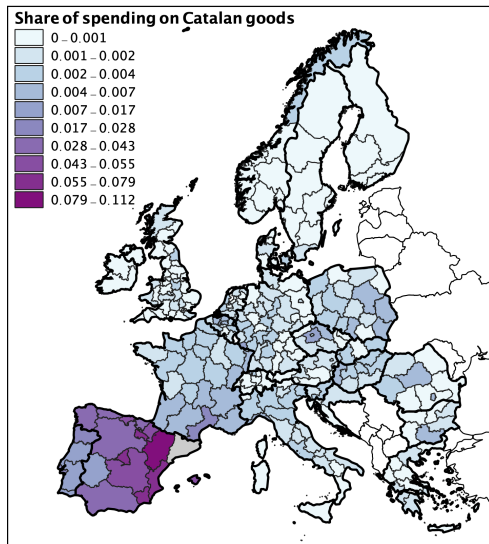 Share of spending on Catalan goods
0 – 0.001
0.001 – 0.002
0.002 – 0.004
0.004 – 0.007
0.007 – 0.017
0.017 – 0.028
0.028 – 0.043
0.043 – 0.055
0.055 – 0.079
0.079 – 0.112